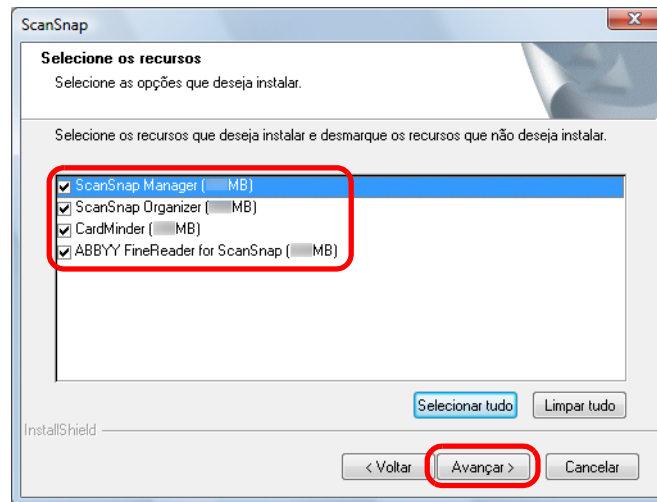 ScanSnap
Selecione os recursos
Selecione as opções que deseja instalar.
Selecione os recursos que deseja instalar e desmarque os recursos que não deseja instalar.
ScanSnap Manager ( MB)
ScanSnap Organizer ( MB)
CardMinder ( MB)
ABBYY FineReader for ScanSnap ( MB)
Selecionar tudo Limpar tudo
InstallShield
< Voltar Avançar > Cancelar